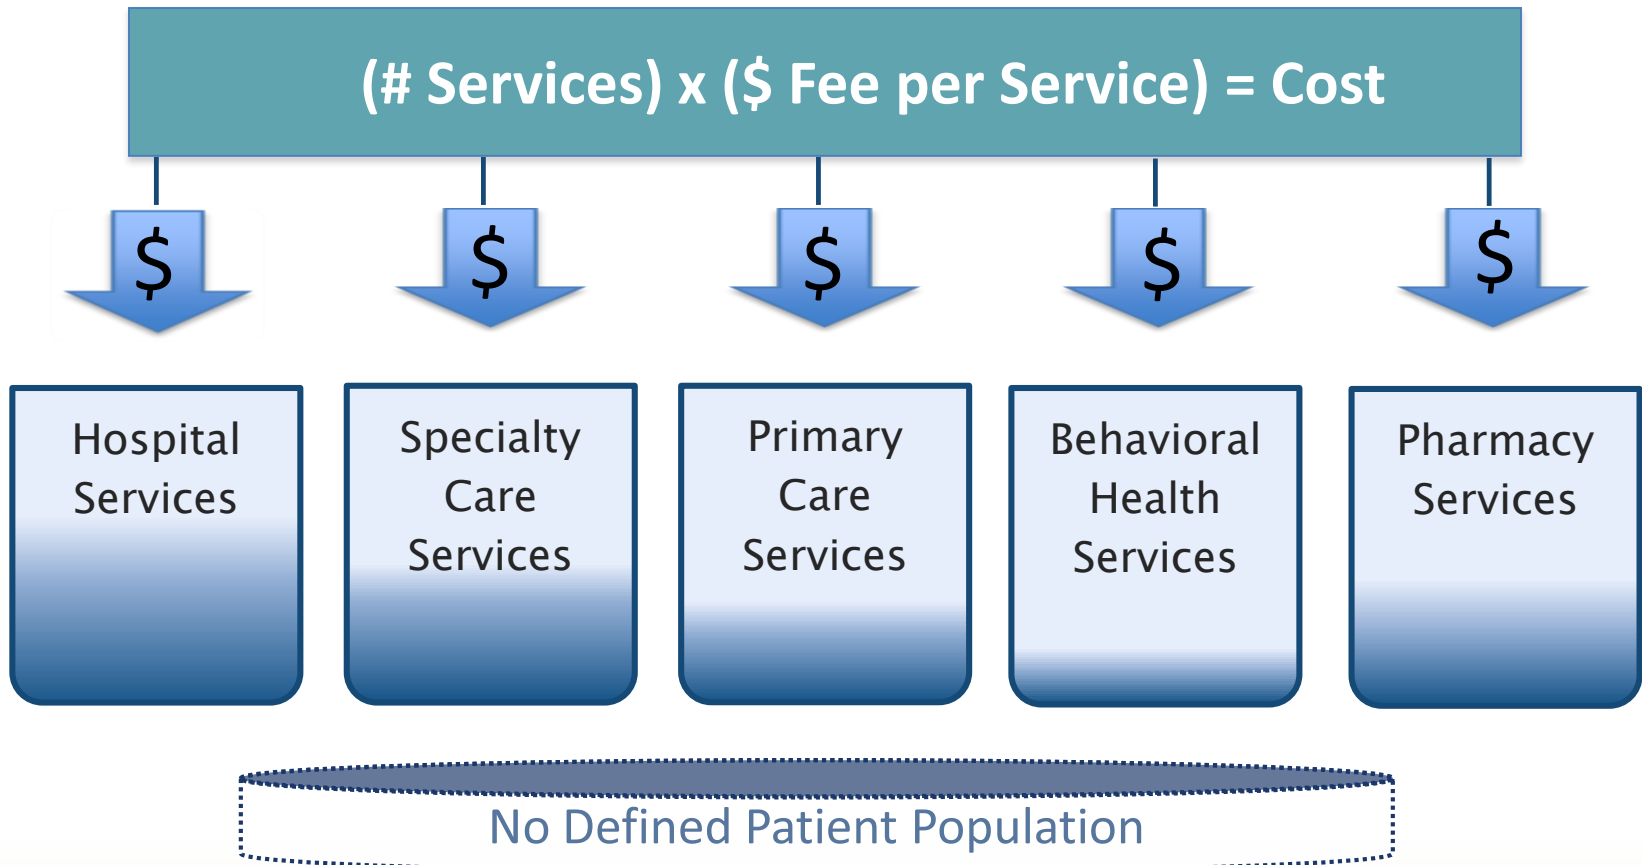 (# Services) x ($ Fee per Service) = Cost
$ $ $ $ $
Hospital
Services
Specialty
Care
Services
Primary
Care
Services
Behavioral
Health
Services
Pharmacy
Services
No Defined Patient Population